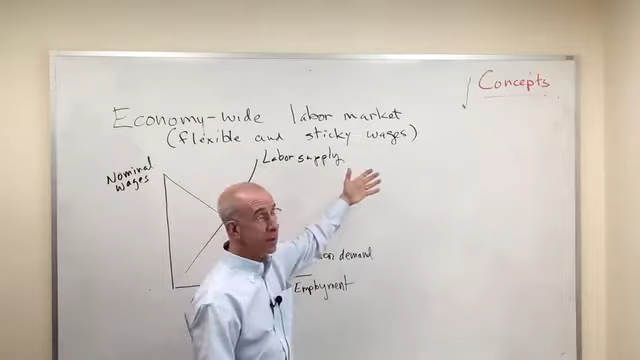 Concepts
Economy-wide labor market
(flexible and sticky wages)
Labor supply
Nominal
wages
demand
Employment